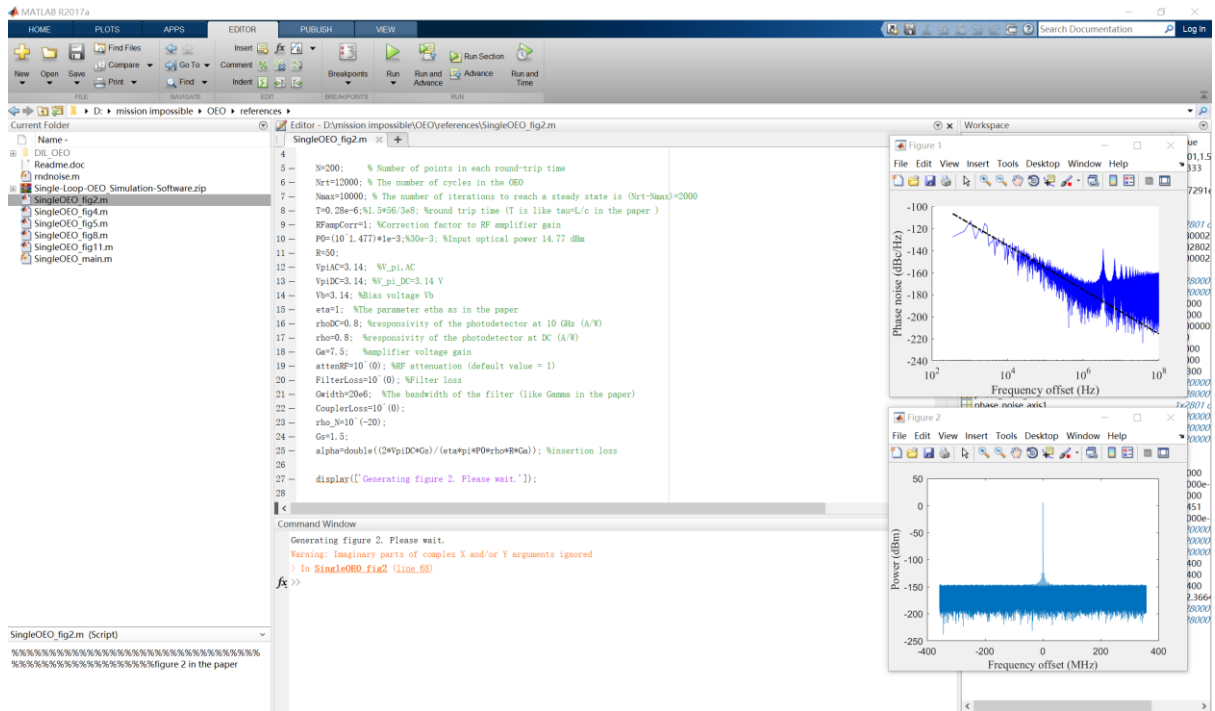 MATLAB R2017a
HOME PLOTS APPS EDITOR PUBLISH VIEW
Search Documentation
Log In
New Open Save
Find Files
Compare
Print
Go To
Find
Insert
Comment
Indent
Breakpoints
Run
Run and Advance
Run Section
Advance
Run and Time
FILE NAVIGATE EDIT BREAKPOINTS RUN
D: mission impossible OEO references
Current Folder
Name
DIL_OEO
Readme.doc
rndnoise.m
Single-Loop-OEO_Simulation-Software.zip
SingleOEO_fig2.m
SingleOEO_fig4.m
SingleOEO_fig5.m
SingleOEO_fig8.m
SingleOEO_fig11.m
SingleOEO_main.m
SingleOEO_fig2.m (Script)
%%%%%%%%%%%%%%%%%%%%%%%%%%%%%%%%%
%%%%%%%%%%%%%%%%%%%figure 2 in the paper
Editor - D:\mission impossible\OEO\references\SingleOEO_fig2.m
SingleOEO_fig2.m
4
5 N=200; % Number of points in each round-trip time
6 Nrt=12000; % The number of cycles in the OEO
7 Nmax=10000; % The number of iterations to reach a steady state is (Nrt-Nmax)=2000
8 T=0.28e-6;%1.5*56/3e8; %round trip time (T is like tau=L/c in the paper )
9 RFampCorr=1; %Correction factor to RF amplifier gain
10 P0=(10^1.477)*1e-3;%30e-3; %Input optical power 14.77 dBm
11 R=50;
12 VpiAC=3.14; %V_pi,AC
13 VpiDC=3.14; %V_pi_DC=3.14 V
14 Vb=3.14; %Bias voltage Vb
15 eta=1; %The parameter etha as in the paper
16 rhoDC=0.8; %responsivity of the photodetector at 10 GHz (A/W)
17 rho=0.8; %responsivity of the photodetector at DC (A/W)
18 Ga=7.5; %amplifier voltage gain
19 attenRF=10^(0); %RF attenuation (default value = 1)
20 FilterLoss=10^(0); %Filter loss
21 Gwidth=20e6; %The bandwidth of the filter (like Gamma in the paper)
22 CouplerLoss=10^(0);
23 rho_N=10^(-20);
24 Gs=1.5;
25 alpha=double((2*VpiDC*Gs)/(eta*pi*P0*rho*R*Ga)); %insertion loss
26
27 display(['Generating figure 2. Please wait.']);
28
Command Window
Generating figure 2. Please wait.
Warning: Imaginary parts of complex X and/or Y arguments ignored
> In SingleOEO_fig2 (line 68)
fx >>
Workspace
Figure 1
File Edit View Insert Tools Desktop Window Help
-100
-120
-140
-160
-180
-200
-220
-240
Phase noise (dBc/Hz)
10^2 10^4 10^6 10^8
Frequency offset (Hz)
phase_noise_axis1
Figure 2
File Edit View Insert Tools Desktop Window Help
50
0
-50
-100
-150
-200
-250
Power (dBm)
-400 -200 0 200 400
Frequency offset (MHz)